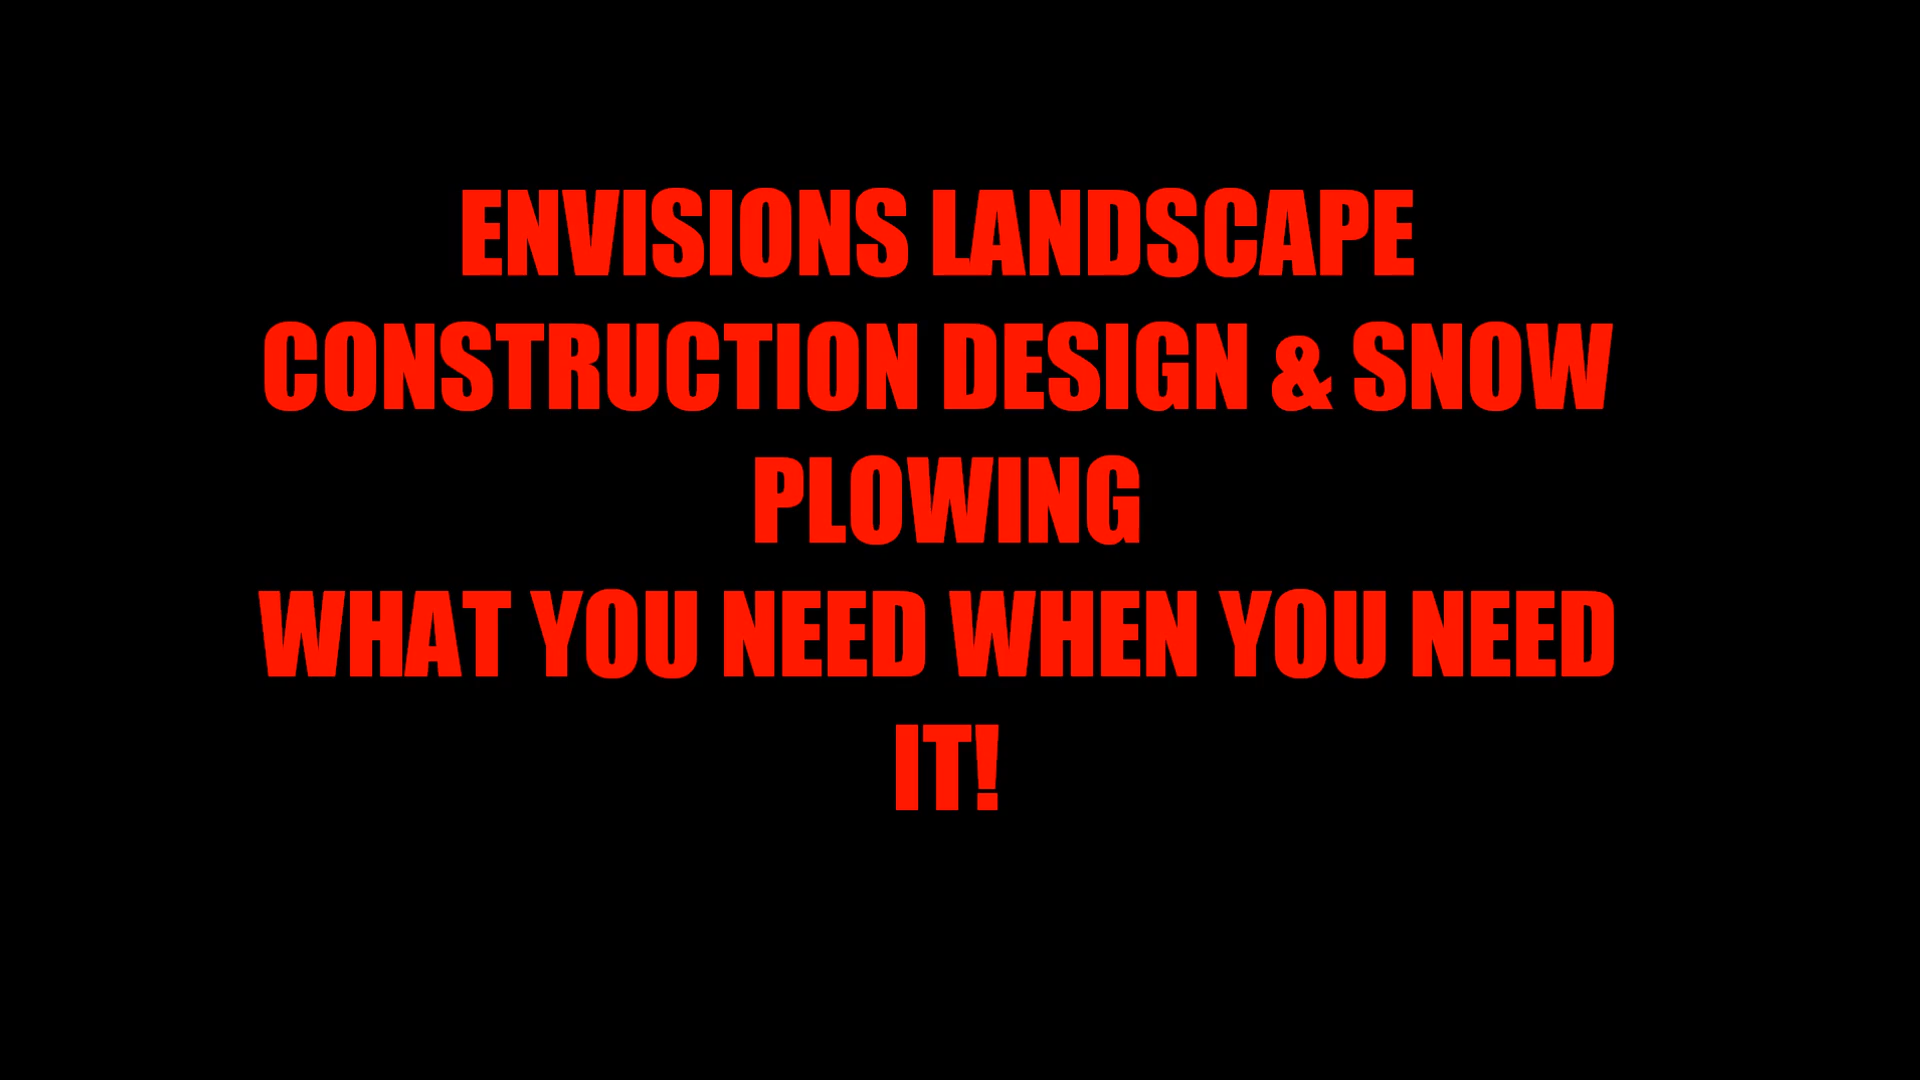 ENVISIONS LANDSCAPE
CONSTRUCTION DESIGN & SNOW
PLOWING
WHAT YOU NEED WHEN YOU NEED
IT!